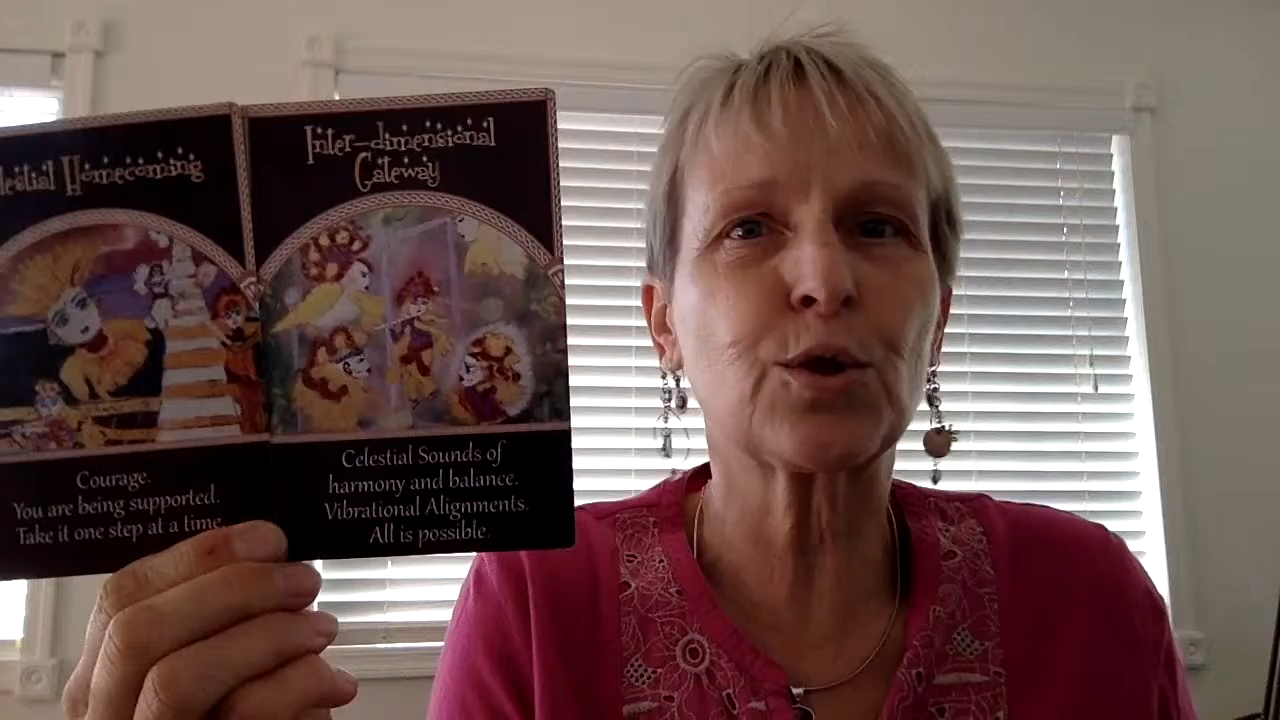 lestial Homecoming
Courage.
You are being supported.
Take it one step at a time.
Inter-dimensional
Gateway
Celestial Sounds of
harmony and balance.
Vibrational Alignments.
All is possible.